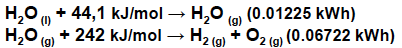 H₂O (l) + 44,1 kJ/mol → H₂O (g) (0.01225 kWh)
H₂O (g) + 242 kJ/mol → H₂ (g) + O₂ (g) (0.06722 kWh)